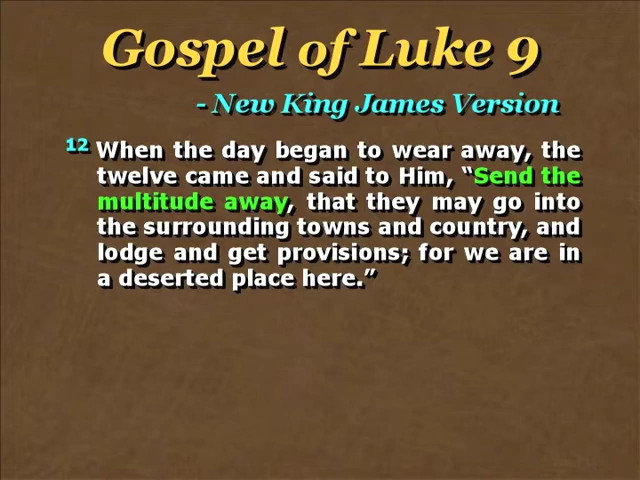 Gospel of Luke 9
- New King James Version
12 When the day began to wear away, the
twelve came and said to Him, “Send the
multitude away, that they may go into
the surrounding towns and country, and
lodge and get provisions; for we are in
a deserted place here.”